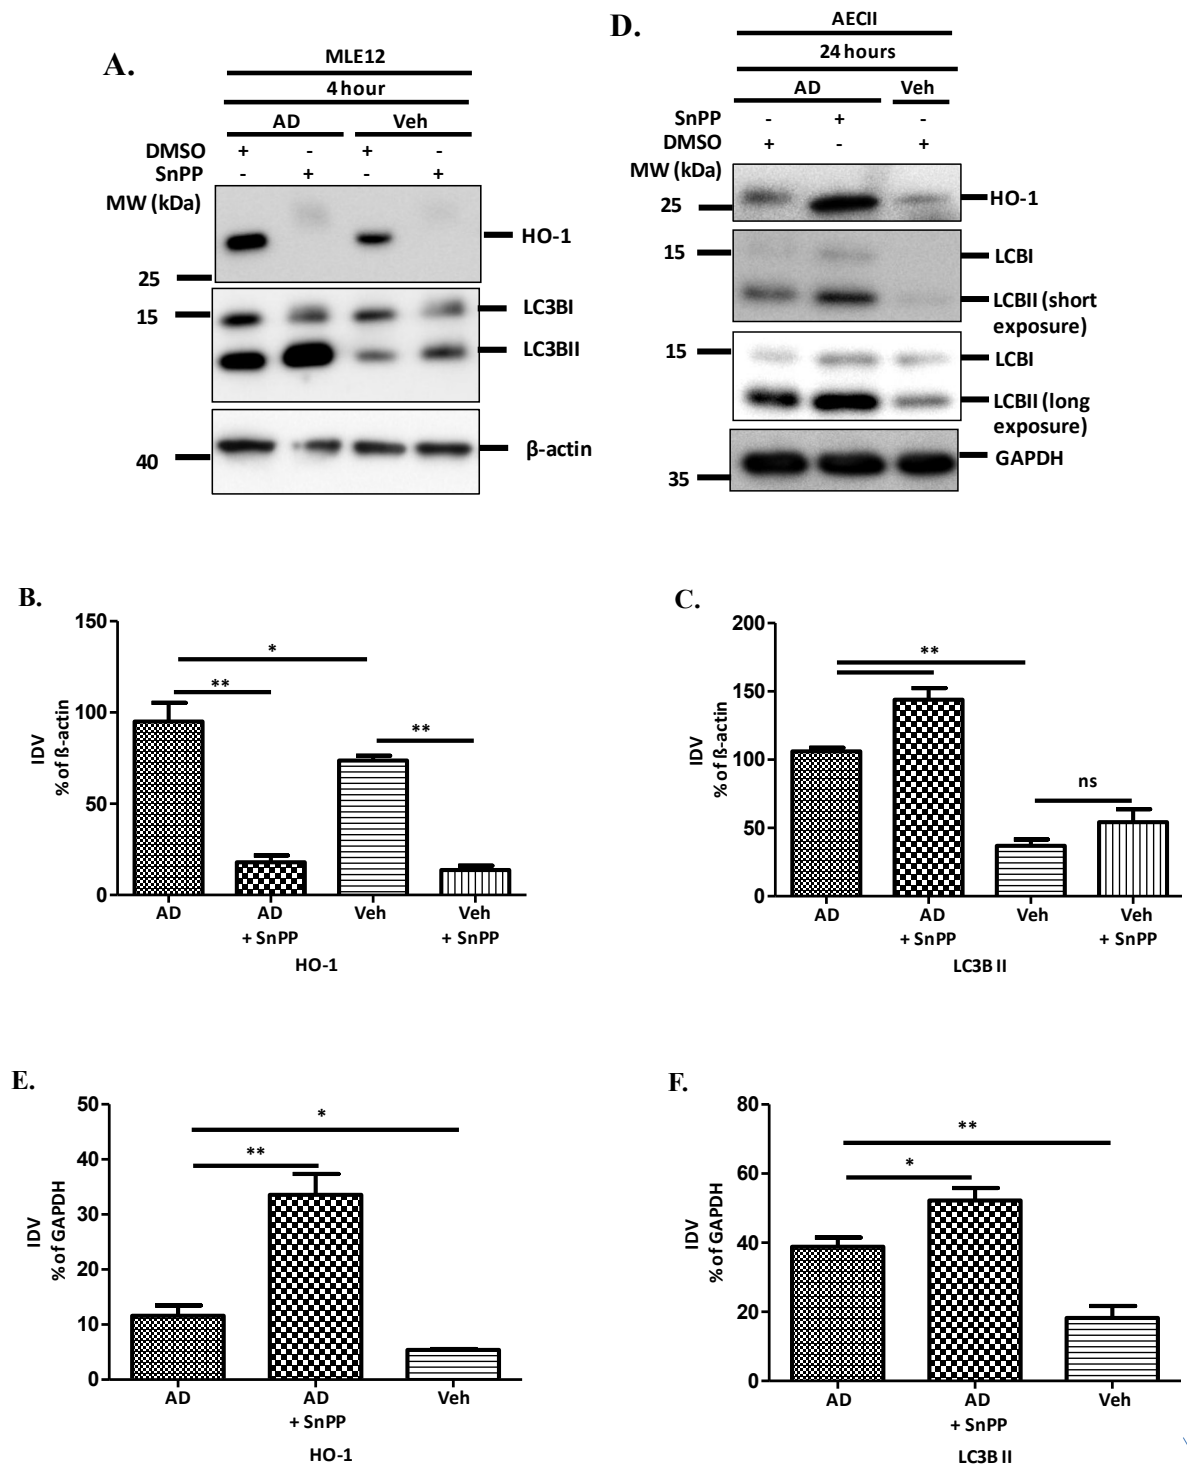 A.
MLE12
4 hour
AD Veh
DMSO + - + -
SnPP - + - +
MW (kDa)
HO-1
25
15
LC3BI
LC3BII
40
β-actin
D.
AECII
24 hours
AD Veh
SnPP - + -
DMSO + - +
MW (kDa)
25
HO-1
15
LCBI
LCBII (short
exposure)
15
LCBI
LCBII (long
exposure)
GAPDH
35
B.
IDV
% of ß-actin
150
100
50
0
*
**
**
AD AD Veh Veh
+ SnPP + SnPP
HO-1
C.
IDV
% of ß-actin
200
150
100
50
0
**
ns
AD AD Veh Veh
+ SnPP + SnPP
LC3B II
E.
IDV
% of GAPDH
50
40
30
20
10
0
*
**
AD AD Veh
+ SnPP
HO-1
F.
IDV
% of GAPDH
80
60
40
20
0
**
*
AD AD Veh
+ SnPP
LC3B II